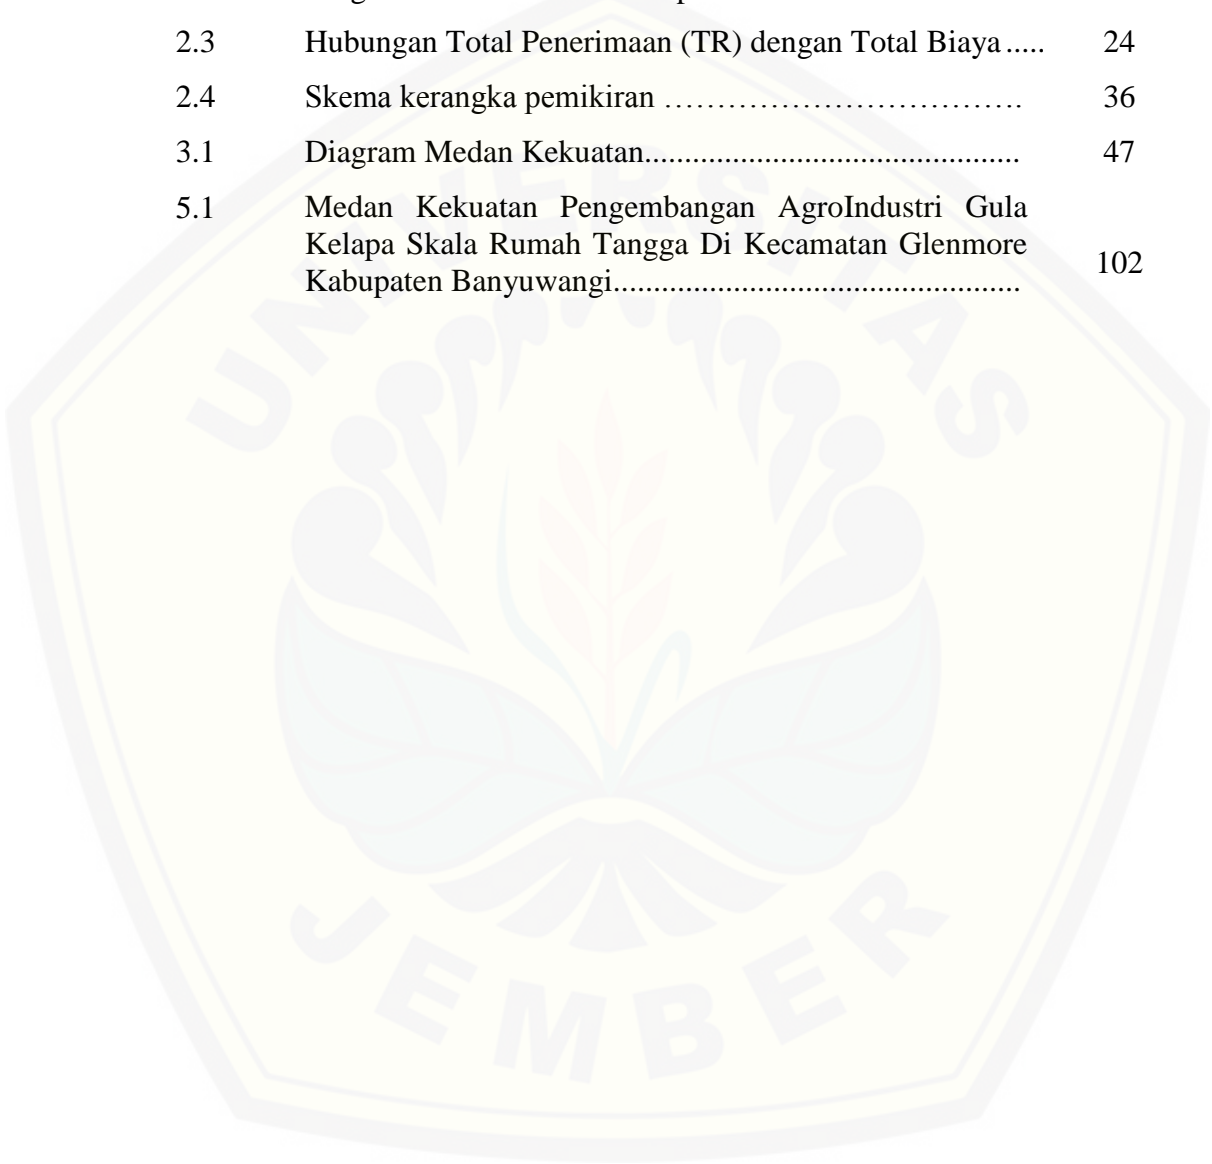 2.3 Hubungan Total Penerimaan (TR) dengan Total Biaya ..... 24
2.4 Skema kerangka pemikiran ……………………………. 36
3.1 Diagram Medan Kekuatan.............................................. 47
5.1 Medan Kekuatan Pengembangan AgroIndustri Gula
Kelapa Skala Rumah Tangga Di Kecamatan Glenmore
Kabupaten Banyuwangi................................................. 102
UNIVERSITAS
JEMBER